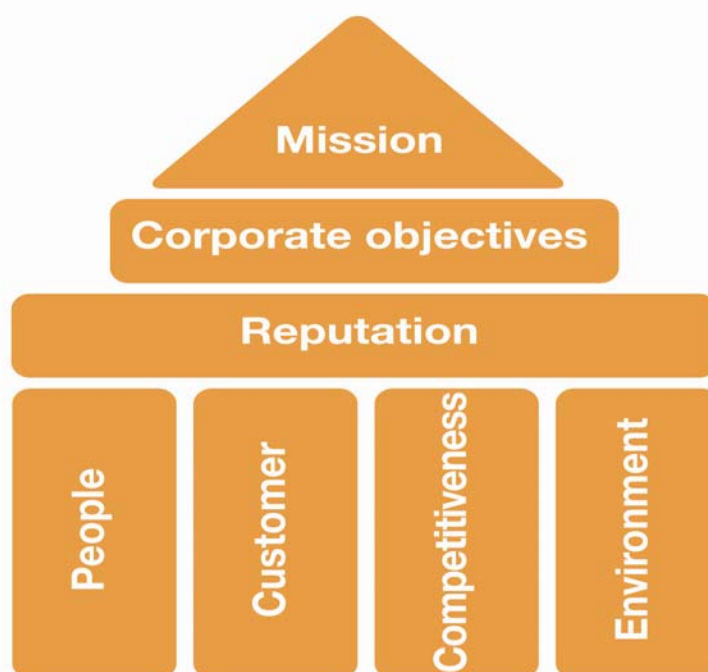 Mission
Corporate objectives
Reputation
People
Customer
Competitiveness
Environment